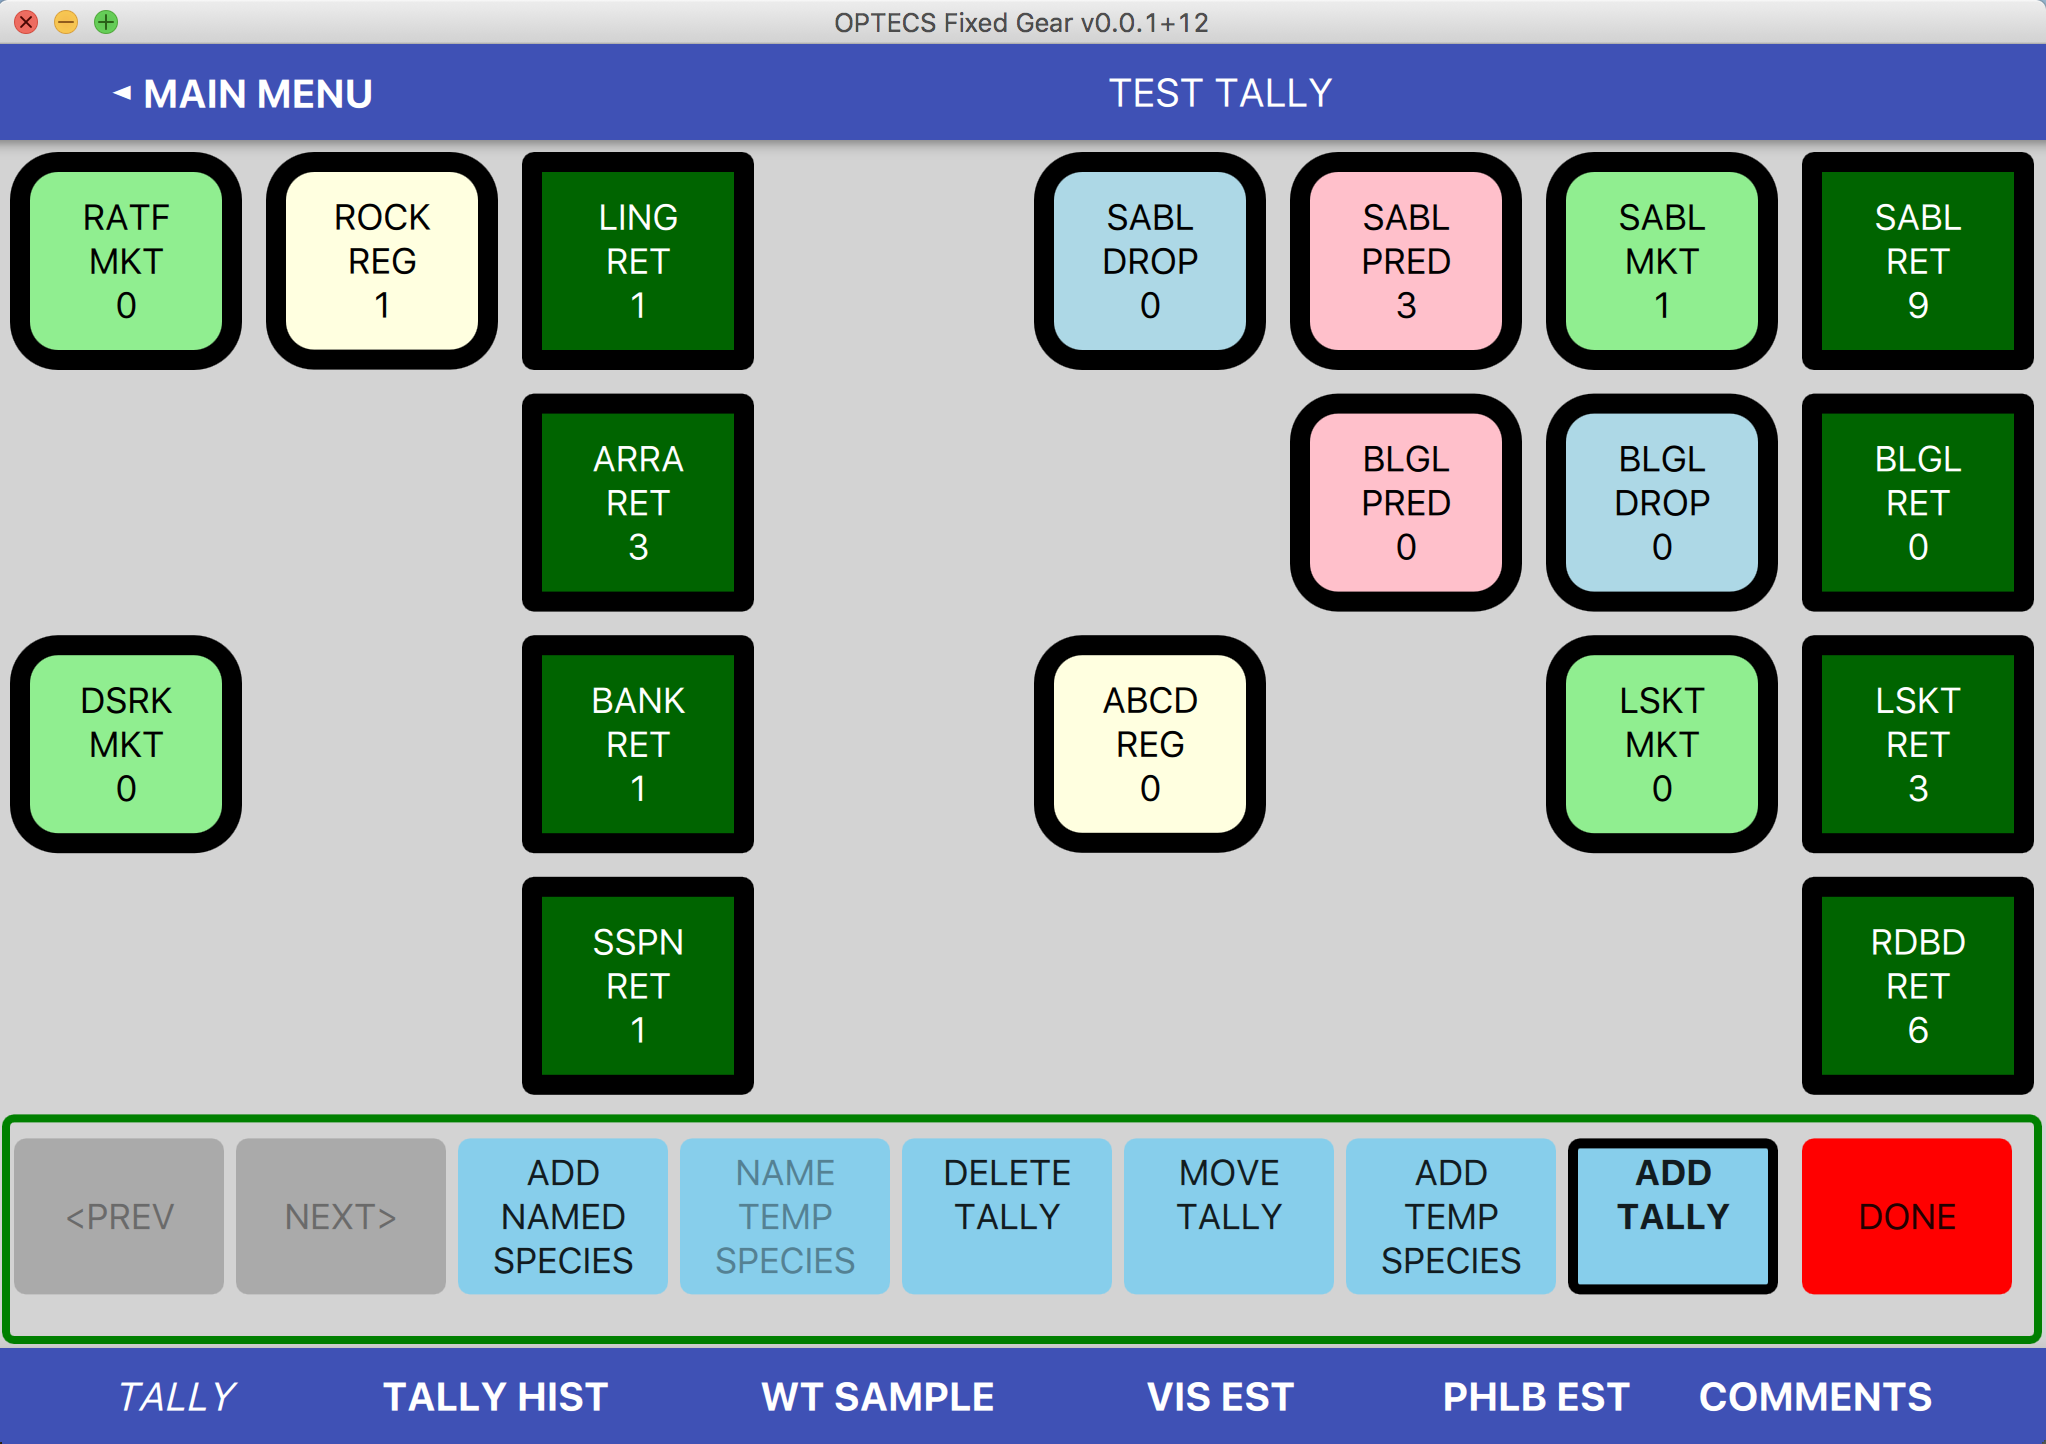 OPTECS Fixed Gear v0.0.1+12
◄ MAIN MENU
TEST TALLY
RATF
MKT
0
ROCK
REG
1
LING
RET
1
SABL
DROP
0
SABL
PRED
3
SABL
MKT
1
SABL
RET
9
ARRA
RET
3
BLGL
PRED
0
BLGL
DROP
0
BLGL
RET
0
DSRK
MKT
0
BANK
RET
1
ABCD
REG
0
LSKT
MKT
0
LSKT
RET
3
SSPN
RET
1
RDBD
RET
6
<PREV
NEXT>
ADD
NAMED
SPECIES
NAME
TEMP
SPECIES
DELETE
TALLY
MOVE
TALLY
ADD
TEMP
SPECIES
ADD
TALLY
DONE
TALLY
TALLY HIST
WT SAMPLE
VIS EST
PHLB EST
COMMENTS